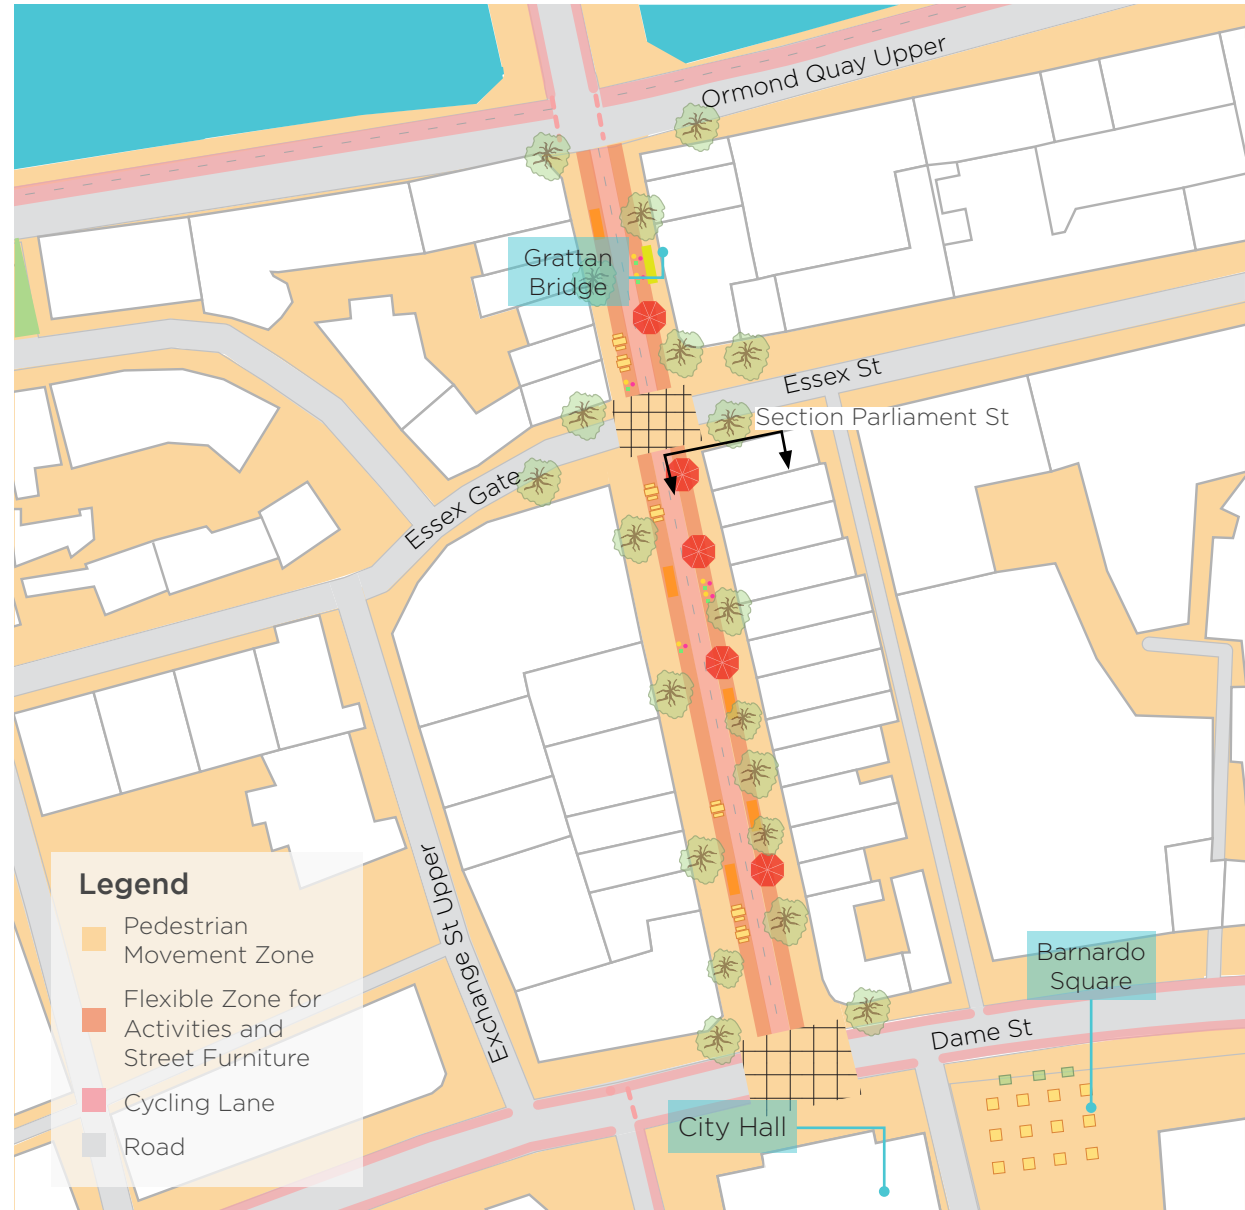 Ormond Quay Upper
Grattan
Bridge
Essex St
Section Parliament St
Essex Gate
Exchange St Upper
Legend
Pedestrian
Movement Zone
Flexible Zone for
Activities and
Street Furniture
Cycling Lane
Road
Barnardo
Square
Dame St
City Hall